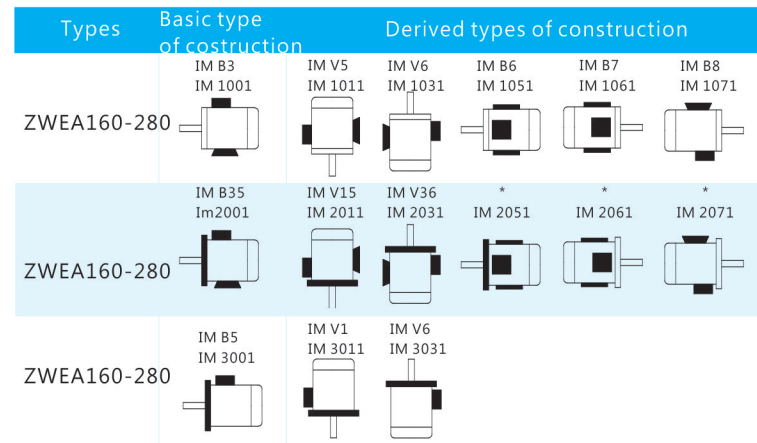 Types
Basic type
of costruction
Derived types of construction
ZWEA160-280
IM B3
IM 1001
IM V5
IM 1011
IM V6
IM 1031
IM B6
IM 1051
IM B7
IM 1061
IM B8
IM 1071
ZWEA160-280
IM B35
Im2001
IM V15
IM 2011
IM V36
IM 2031
*
IM 2051
*
IM 2061
*
IM 2071
ZWEA160-280
IM B5
IM 3001
IM V1
IM 3011
IM V6
IM 3031